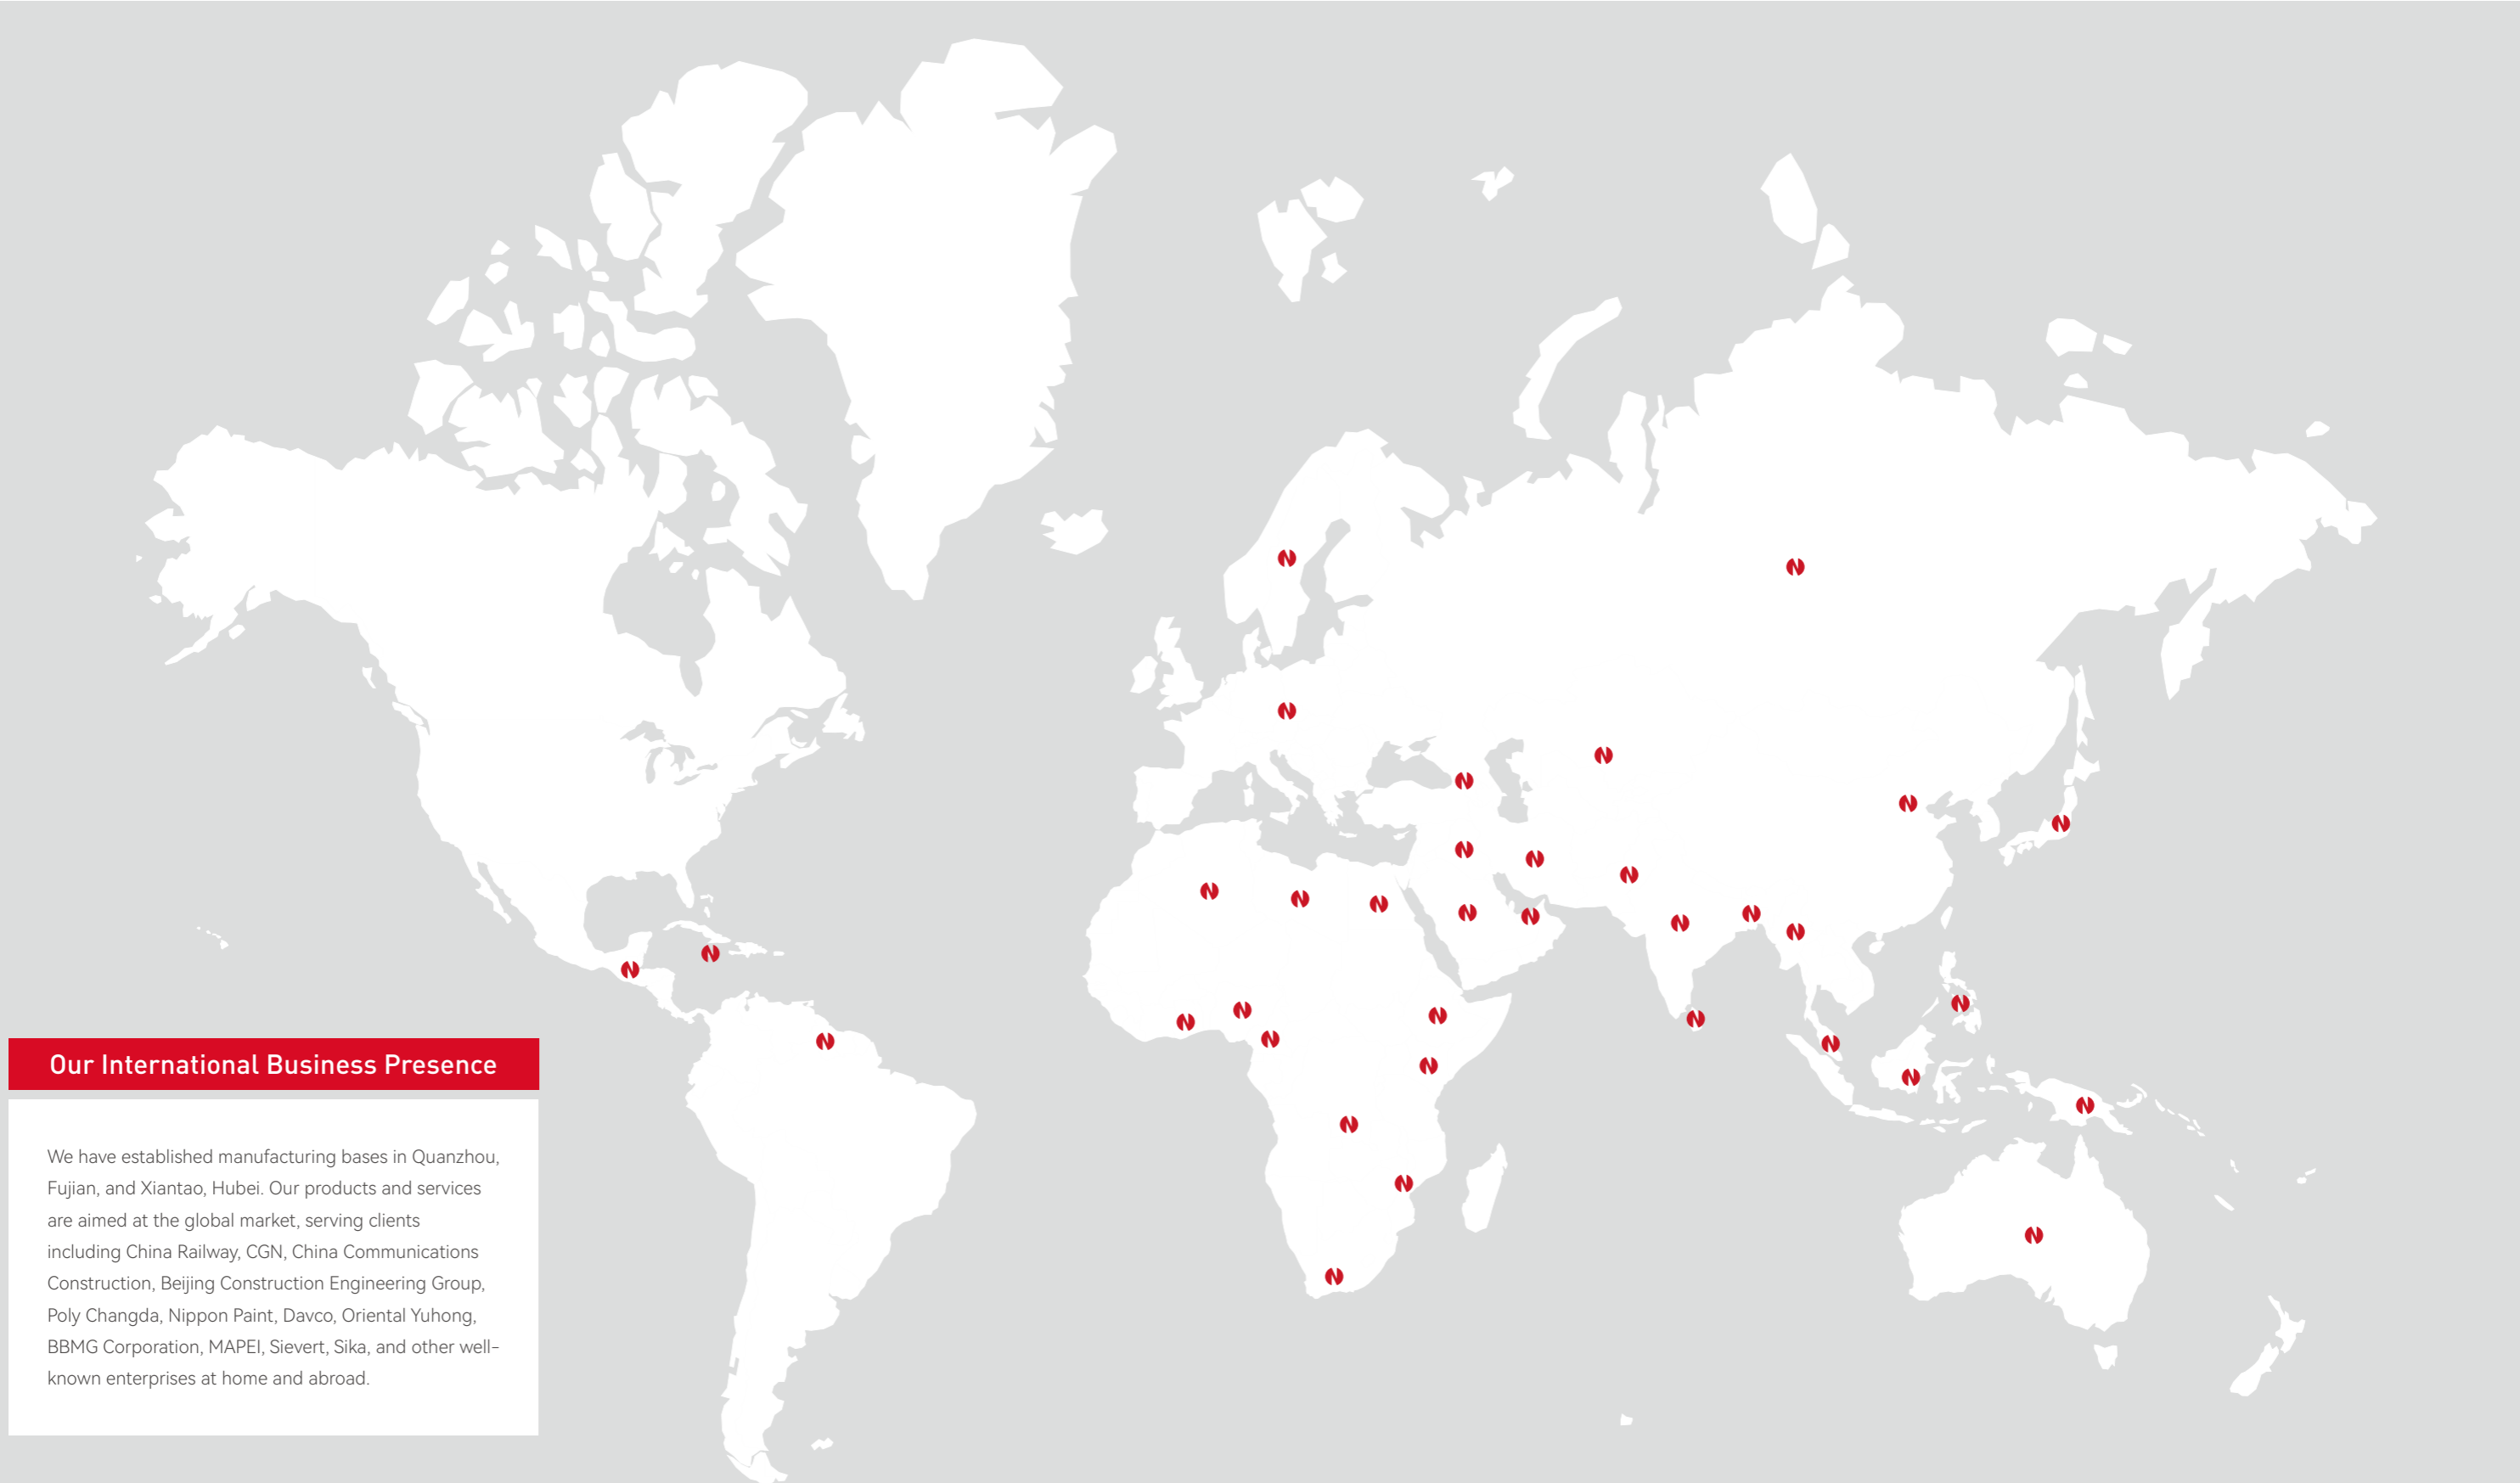 Our International Business Presence
We have established manufacturing bases in Quanzhou,
Fujian, and Xiantao, Hubei. Our products and services
are aimed at the global market, serving clients
including China Railway, CGN, China Communications
Construction, Beijing Construction Engineering Group,
Poly Changda, Nippon Paint, Davco, Oriental Yuhong,
BBMG Corporation, MAPEI, Sievert, Sika, and other well-
known enterprises at home and abroad.